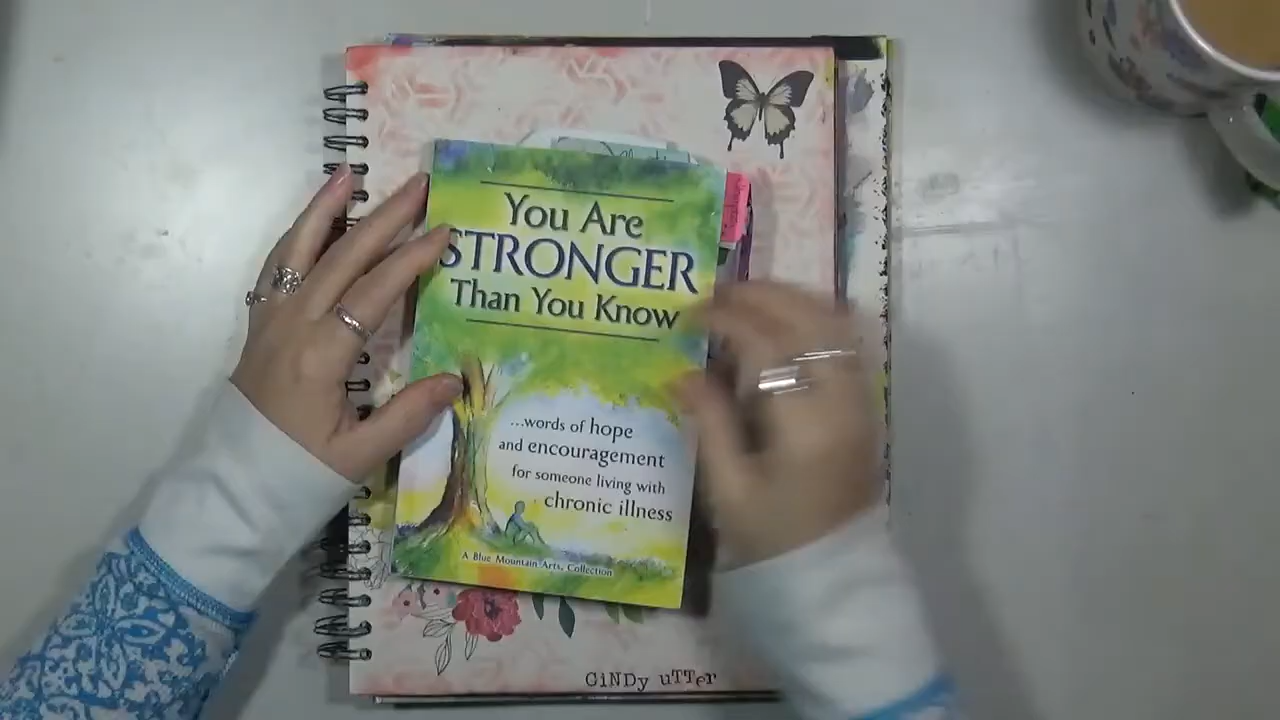 You Are
STRONGER
Than You Know
...words of hope
and encouragement
for someone living with
chronic illness
A Blue Mountain Arts® Collection
GiNDy uTTer